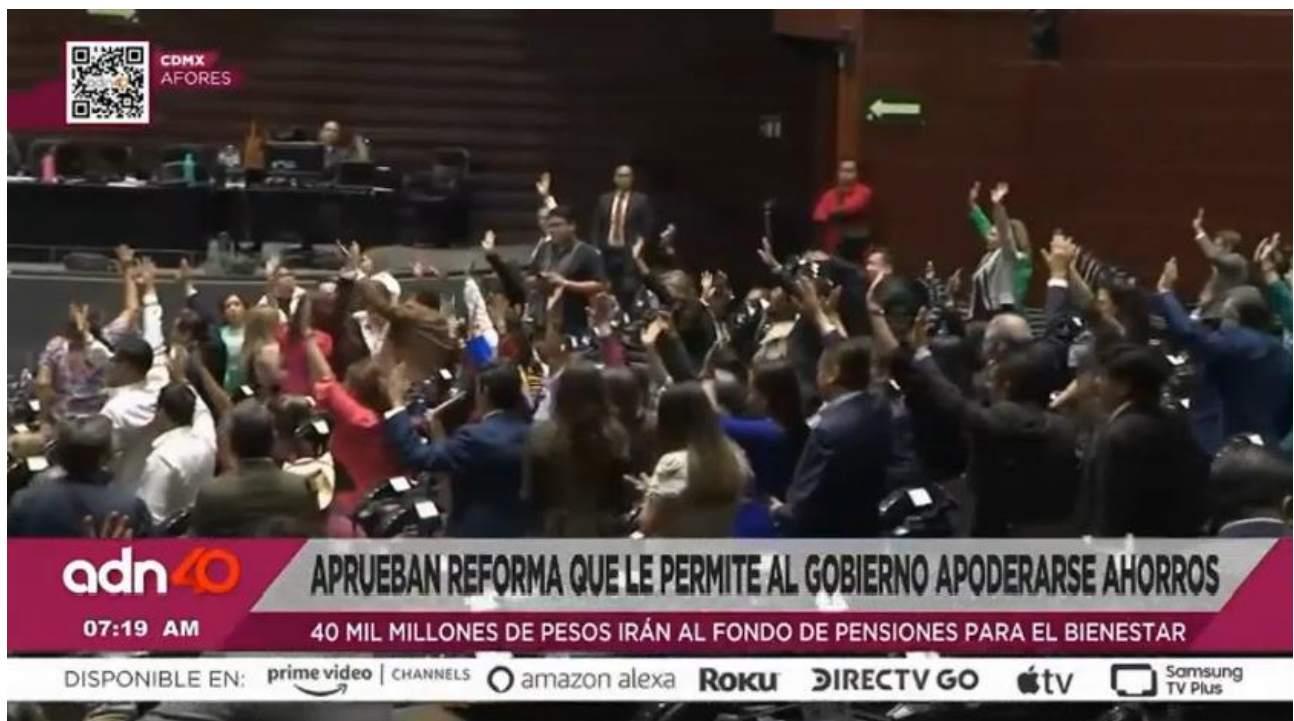 CDMX
AFORES
adn40
APRUEBAN REFORMA QUE LE PERMITE AL GOBIERNO APODERARSE AHORROS
07:19 AM
40 MIL MILLONES DE PESOS IRÁN AL FONDO DE PENSIONES PARA EL BIENESTAR
DISPONIBLE EN: prime video | CHANNELS amazon alexa ROKU DIRECTV GO tv Samsung TV Plus